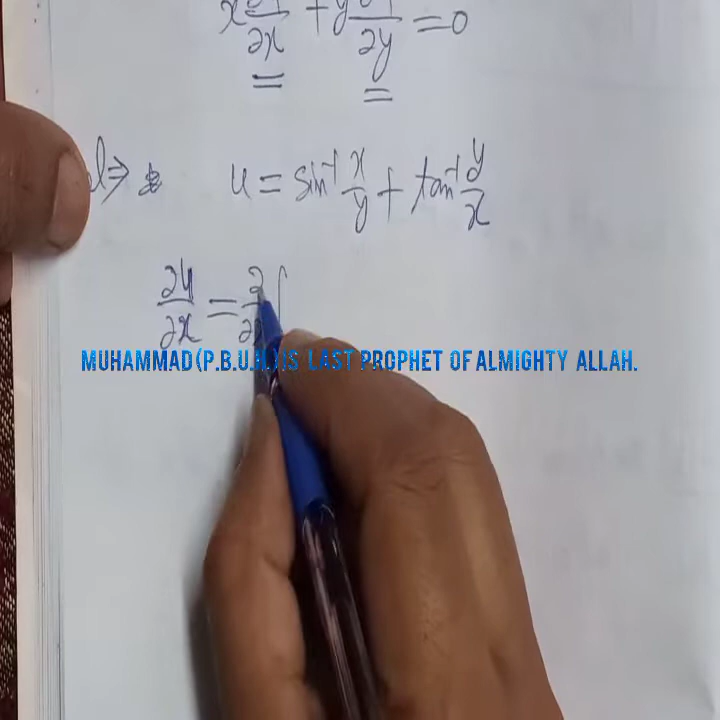 x ∂/∂x + y ∂/∂y = 0
u = sin⁻¹ x/y + tan⁻¹ y/x
∂u/∂x = ∂/∂x
MUHAMMAD(P.B.U.H.) IS LAST PROPHET OF ALMIGHTY ALLAH.